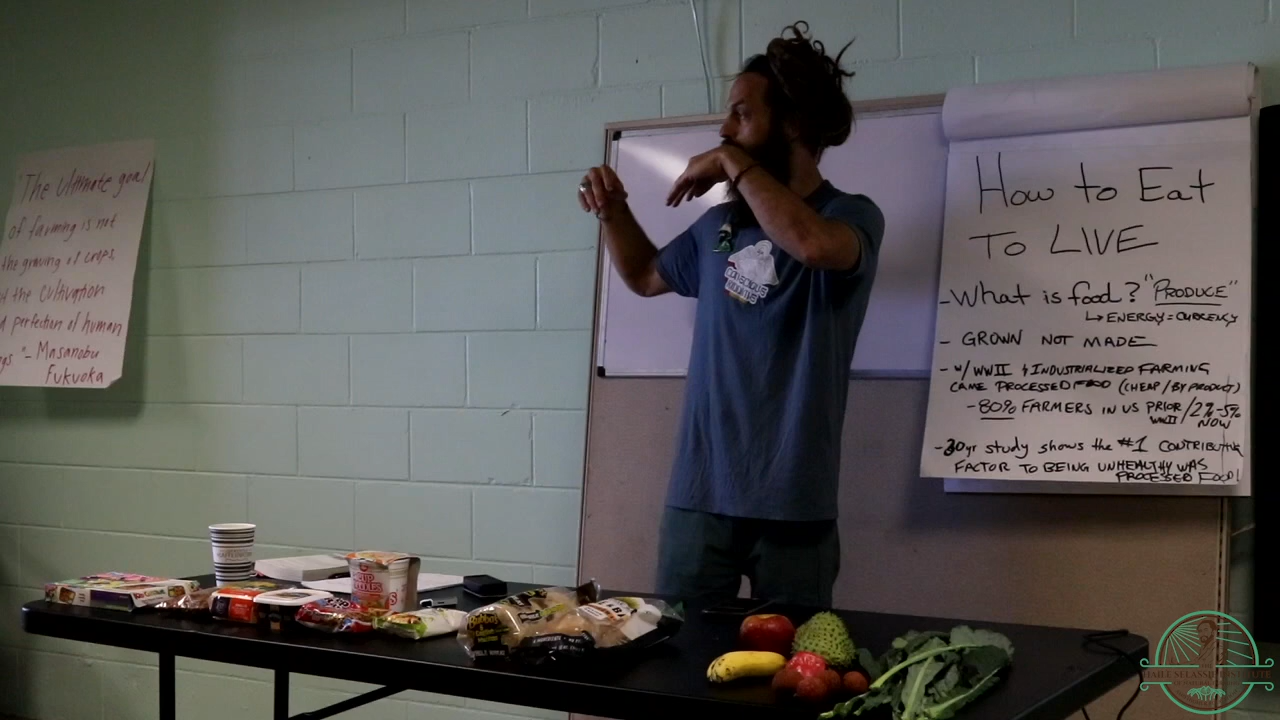 "The ultimate goal
of farming is not
the growing of crops,
the cultivation
perfection of human
"- Masanobu
Fukuoka
How to Eat
TO LIVE
- What is food? "PRODUCE"
↳ ENERGY = CURRENCY
- GROWN NOT MADE
- W/ WWII & INDUSTRIALIZED FARMING
CAME PROCESSED FOOD (CHEAP / BY PRODUCT)
- 80% FARMERS IN US PRIOR WWII / 2%-5% NOW
- 30yr study shows the #1 CONTRIBUTING
FACTOR TO BEING UNHEALTHY WAS
PROCESSED FOOD!
CONSCIOUS
CUP
HAILE SELASSIE